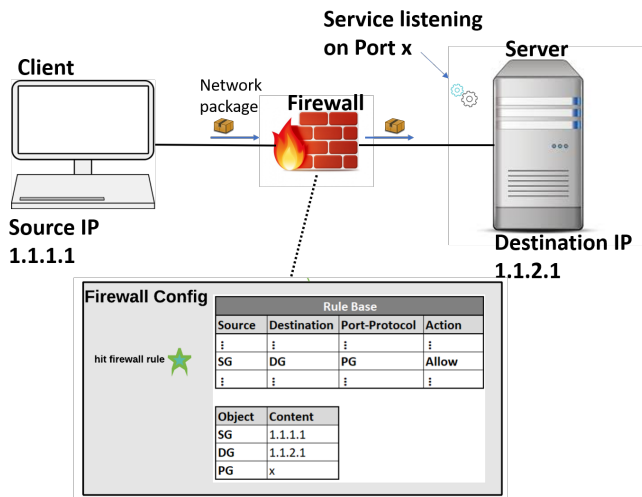 Service listening
on Port x
Server
Client
Network
package
Firewall
Source IP
1.1.1.1
Destination IP
1.1.2.1
Firewall Config
hit firewall rule
Rule Base
Source Destination Port-Protocol Action
⋮ ⋮ ⋮ ⋮
SG DG PG Allow
⋮ ⋮ ⋮ ⋮
Object Content
SG 1.1.1.1
DG 1.1.2.1
PG x